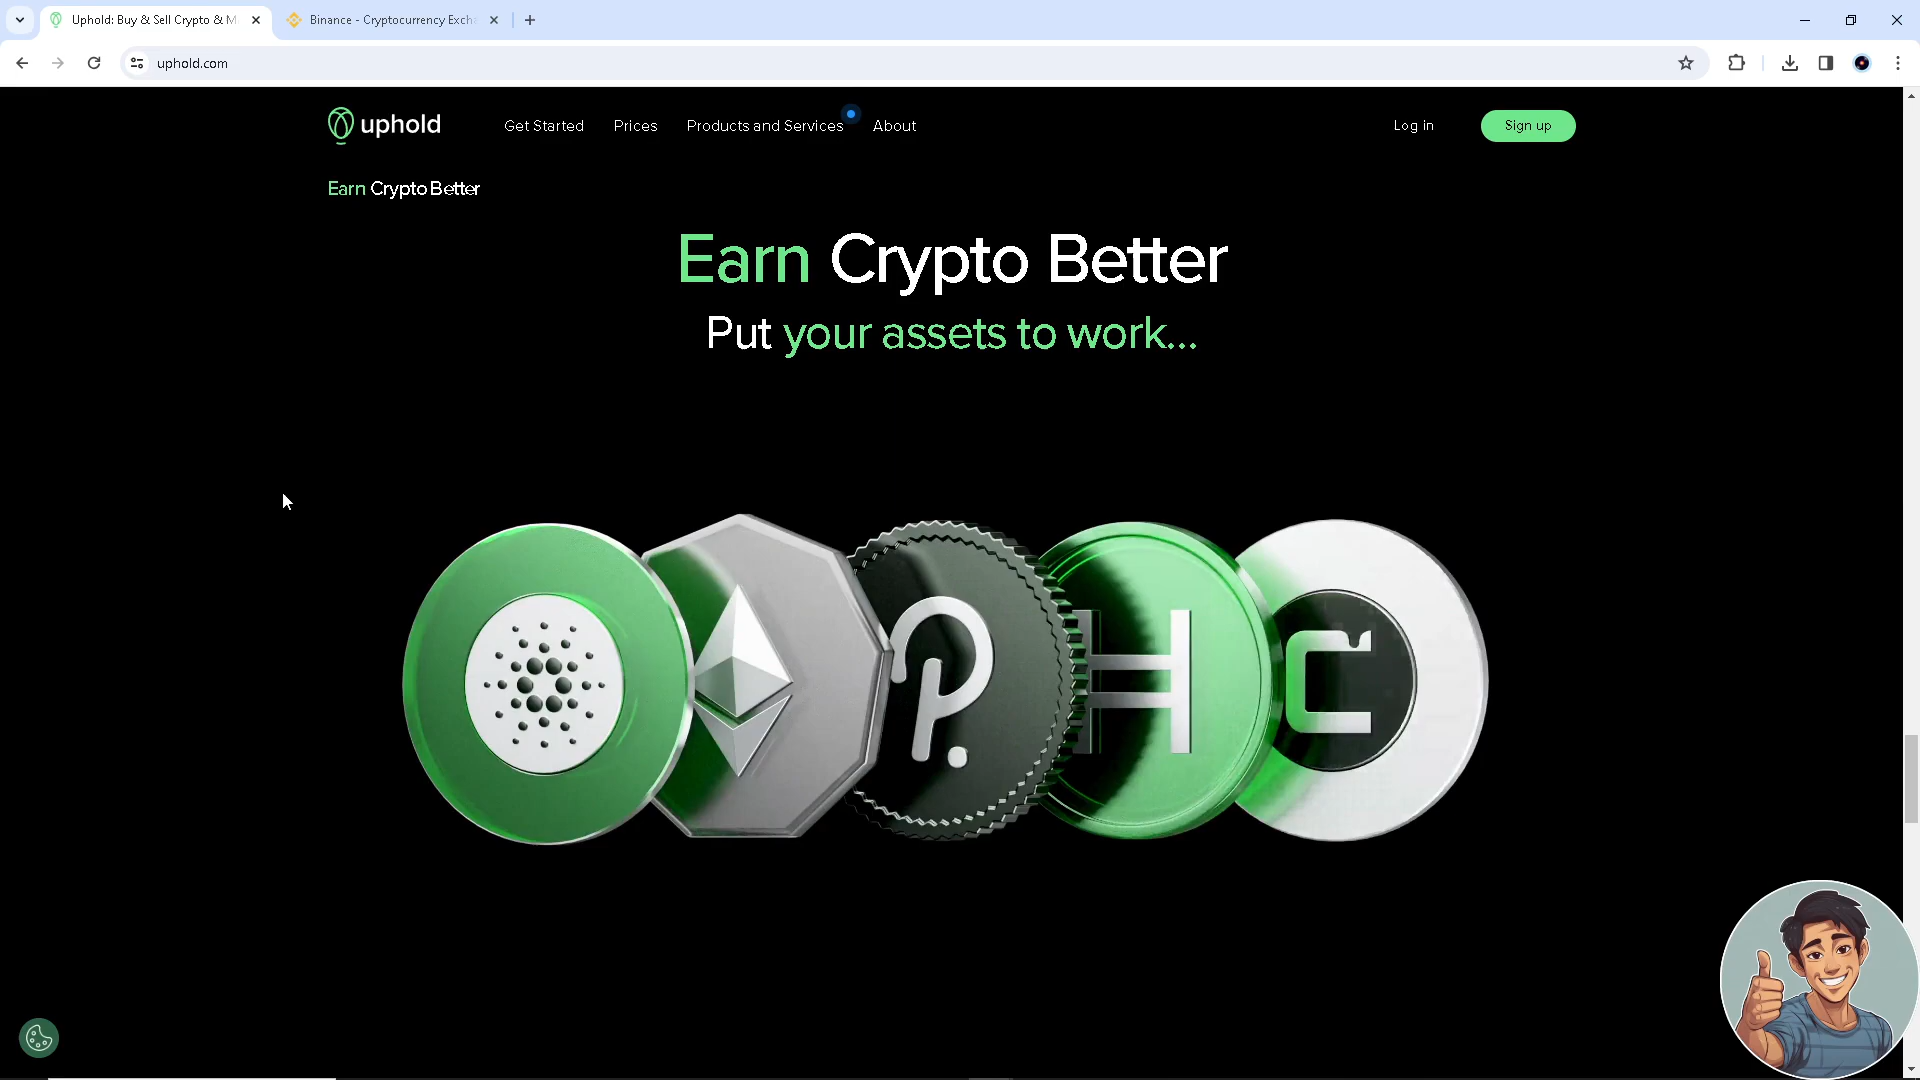 Uphold: Buy & Sell Crypto & M
Binance - Cryptocurrency Exch
uphold.com
uphold
Get Started
Prices
Products and Services
About
Log in
Sign up
Earn Crypto Better
Earn Crypto Better
Put your assets to work...